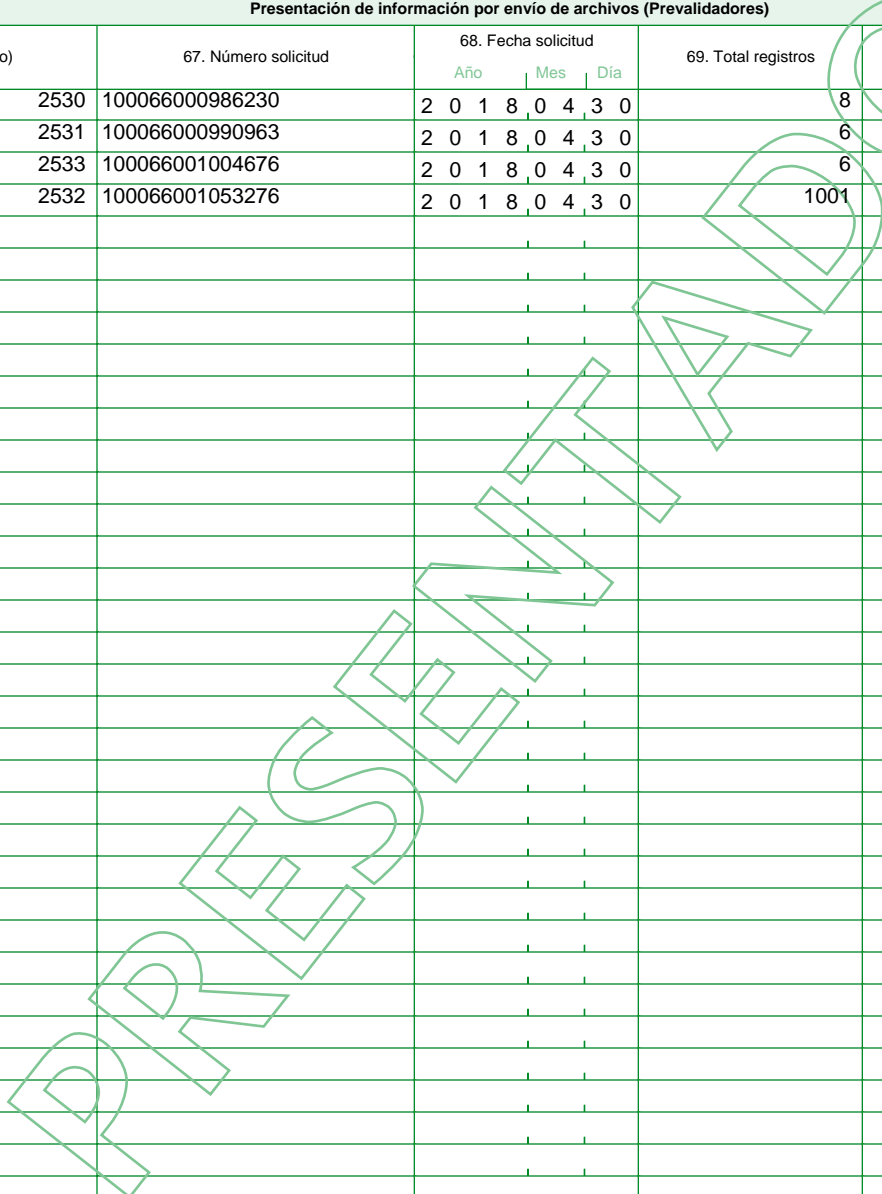 Presentación de información por envío de archivos (Prevalidadores)
o) 67. Número solicitud 68. Fecha solicitud 69. Total registros
Año Mes Día
2530 100066000986230 2 0 1 8 0 4 3 0 8
2531 100066000990963 2 0 1 8 0 4 3 0 6
2533 100066001004676 2 0 1 8 0 4 3 0 6
2532 100066001053276 2 0 1 8 0 4 3 0 1001
PRESENTADO